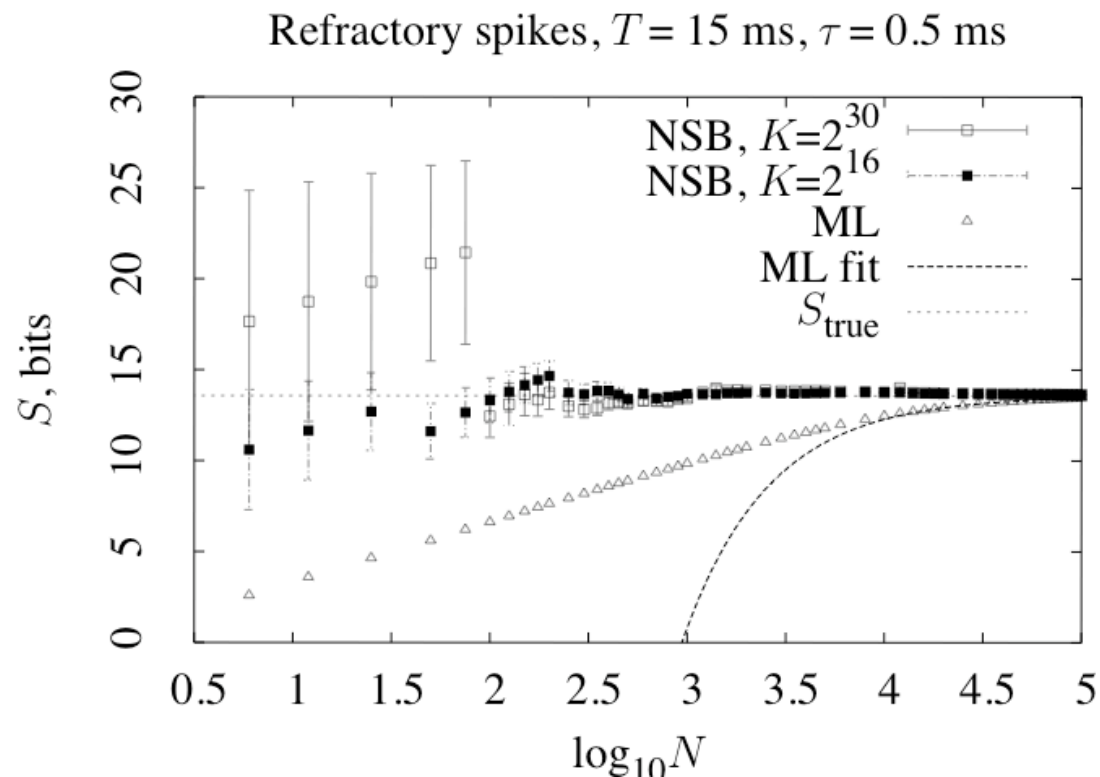 Refractory spikes, T = 15 ms, τ = 0.5 ms
30
25
20
15
10
5
0
S, bits
NSB, K=2^30
NSB, K=2^16
ML
ML fit
S_true
0.5 1 1.5 2 2.5 3 3.5 4 4.5 5
log_10 N